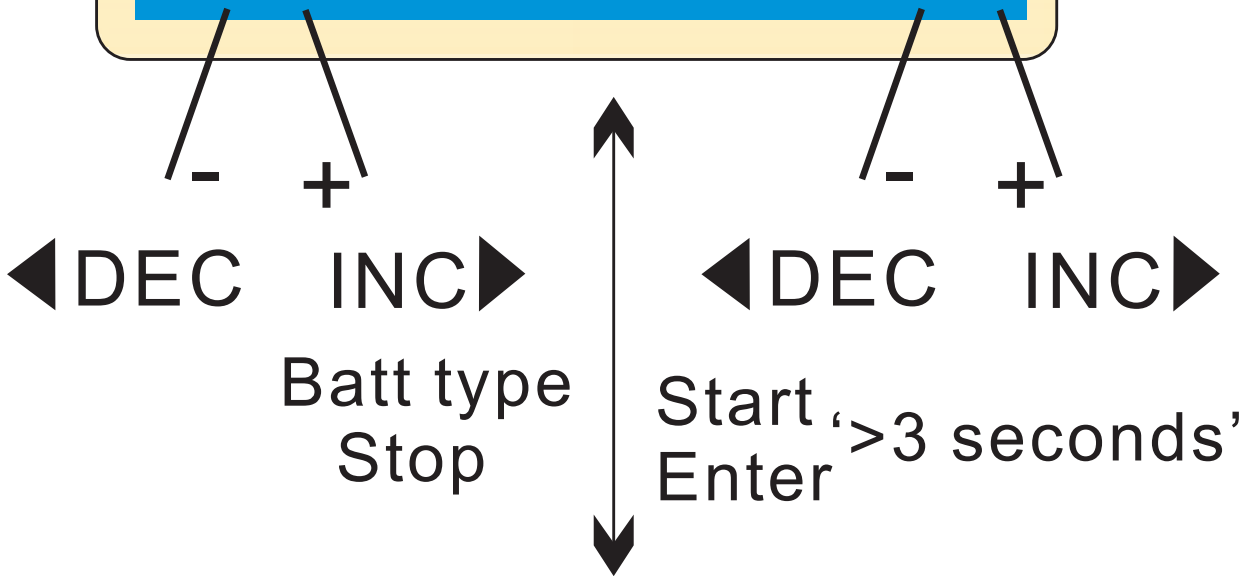 - + - +
◀DEC INC▶ ◀DEC INC▶
Batt type
Stop
Start
Enter
‘>3 seconds’